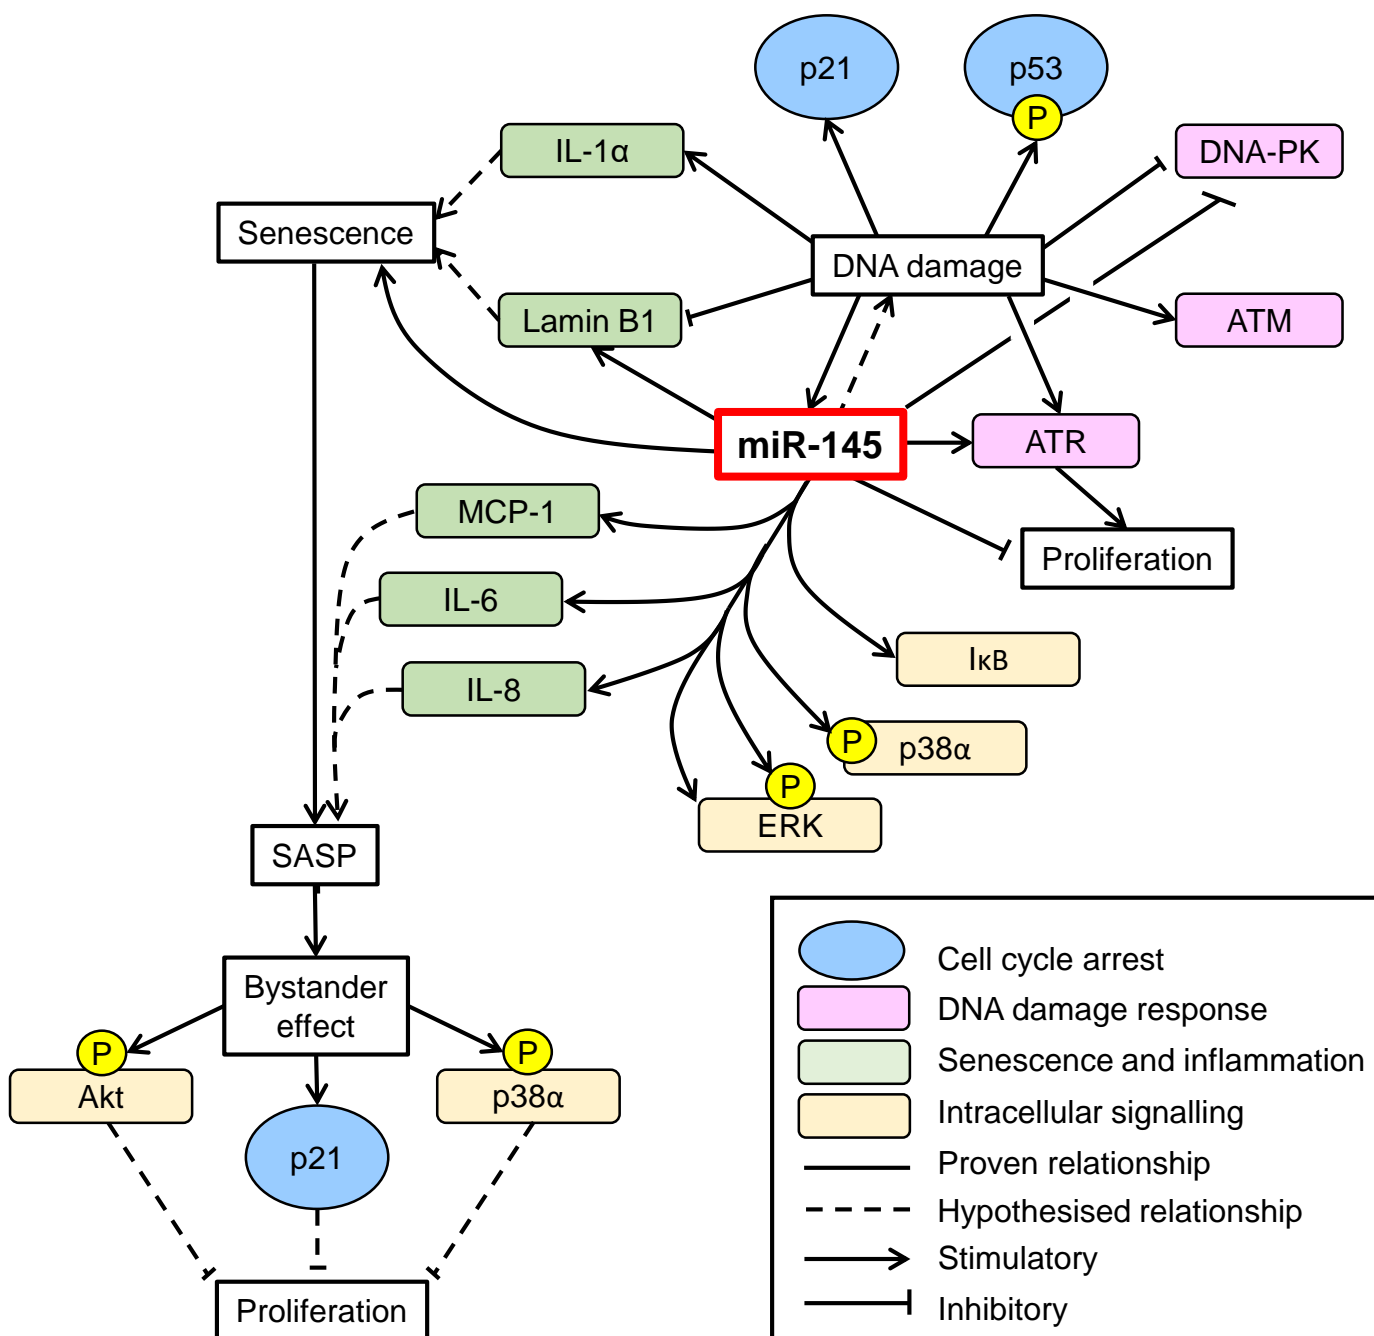 p21
p53
P
IL-1α
DNA-PK
Senescence
DNA damage
Lamin B1
ATM
miR-145
ATR
MCP-1
Proliferation
IL-6
IκB
IL-8
P
p38α
P
ERK
SASP
Bystander
effect
P
Akt
P
p38α
p21
Proliferation
Cell cycle arrest
DNA damage response
Senescence and inflammation
Intracellular signalling
Proven relationship
Hypothesised relationship
Stimulatory
Inhibitory